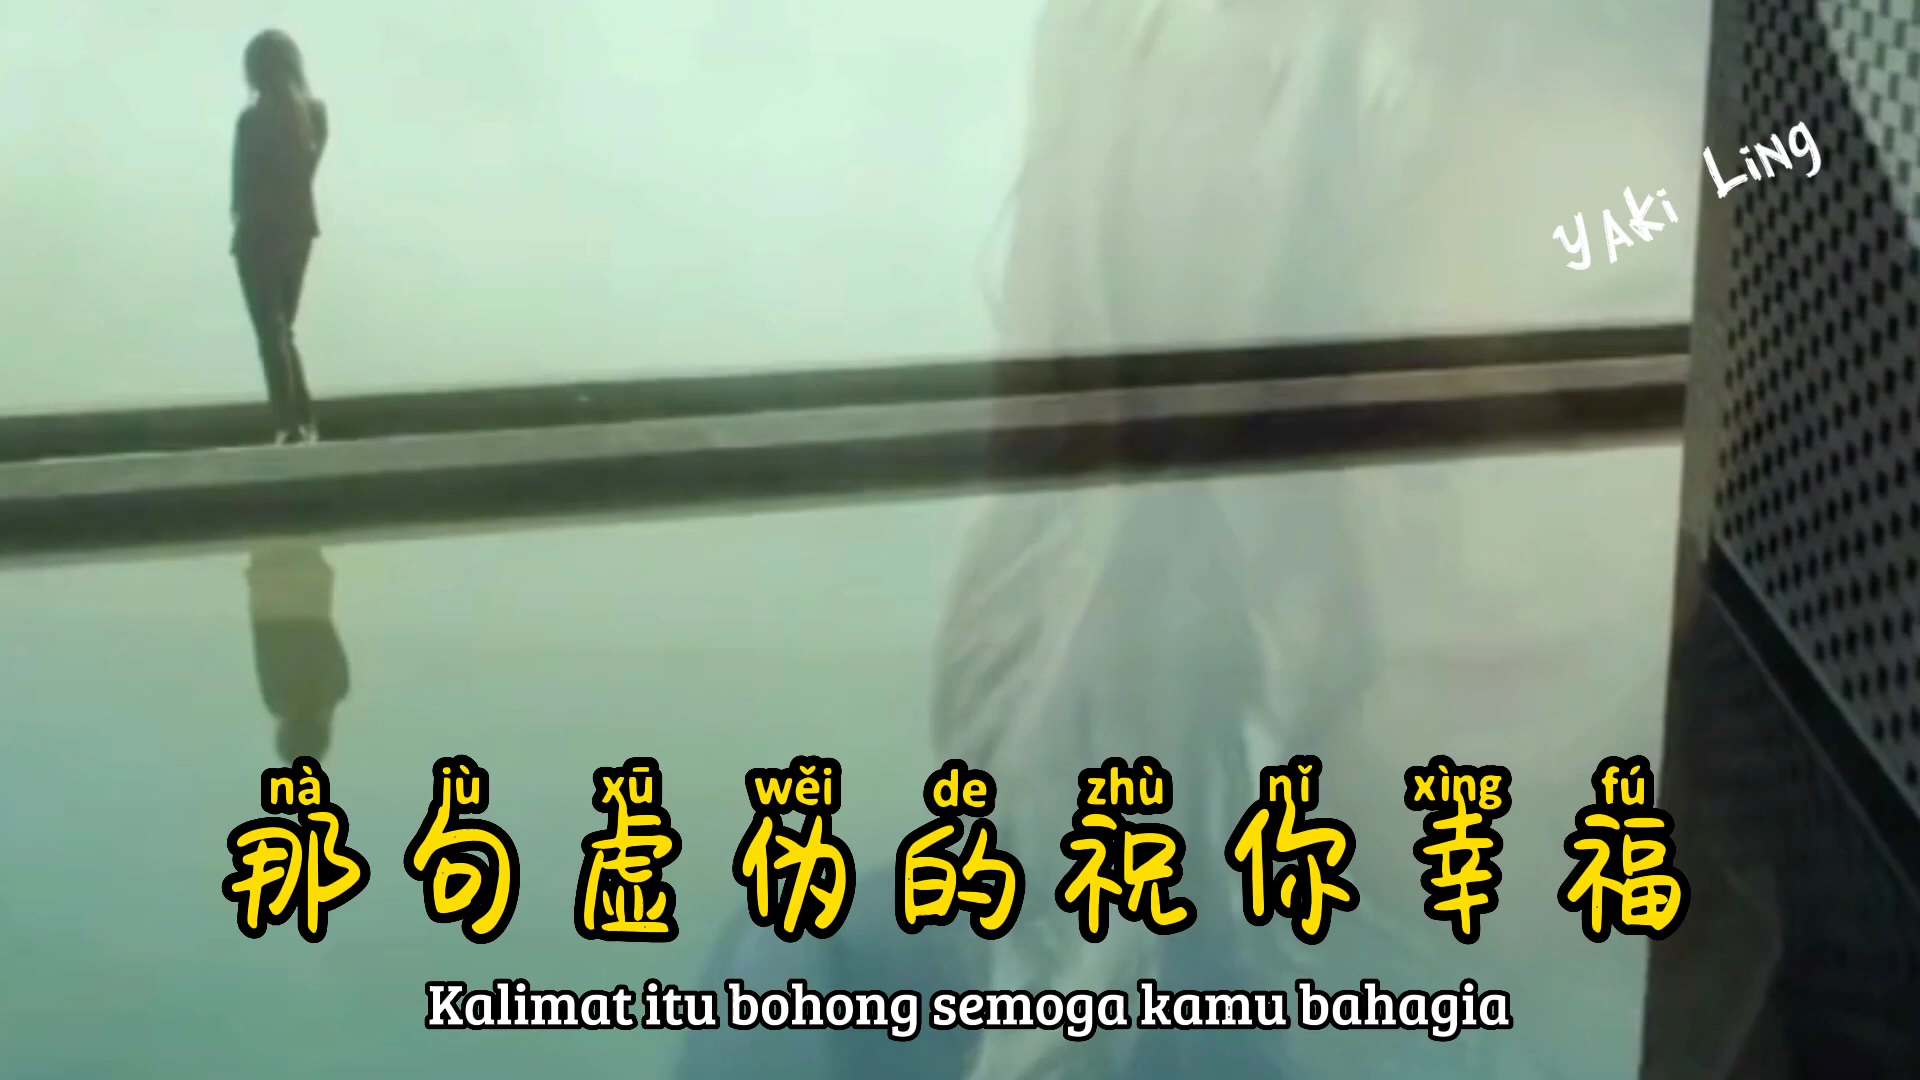 YAKi LiNg
nà jù xū wěi de zhù nǐ xìng fú
那句虚伪的祝你幸福
Kalimat itu bohong semoga kamu bahagia